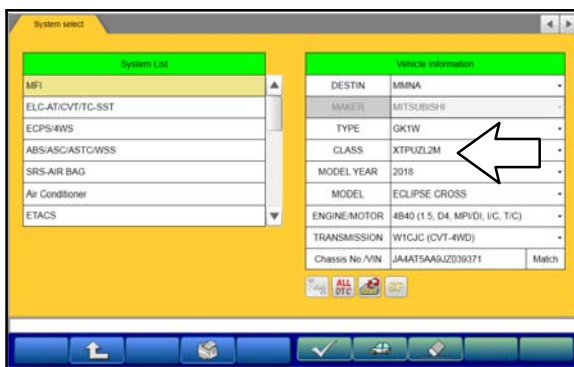 System select
System List
MFI
ELC-AT/CVT/TC-SST
ECPS/4WS
ABS/ASC/ASTC/WSS
SRS-AIR BAG
Air Conditioner
ETACS
Vehicle Information
DESTIN MMNA
MAKER MITSUBISHI
TYPE GK1W
CLASS XTPUZL2M
MODEL YEAR 2018
MODEL ECLIPSE CROSS
ENGINE/MOTOR 4B40 (1.5, D4, MPI/DI, I/C, T/C)
TRANSMISSION W1CJC (CVT-4WD)
Chassis No./VIN JA4AT5AA9JZ039371 Match
ALL
DTC